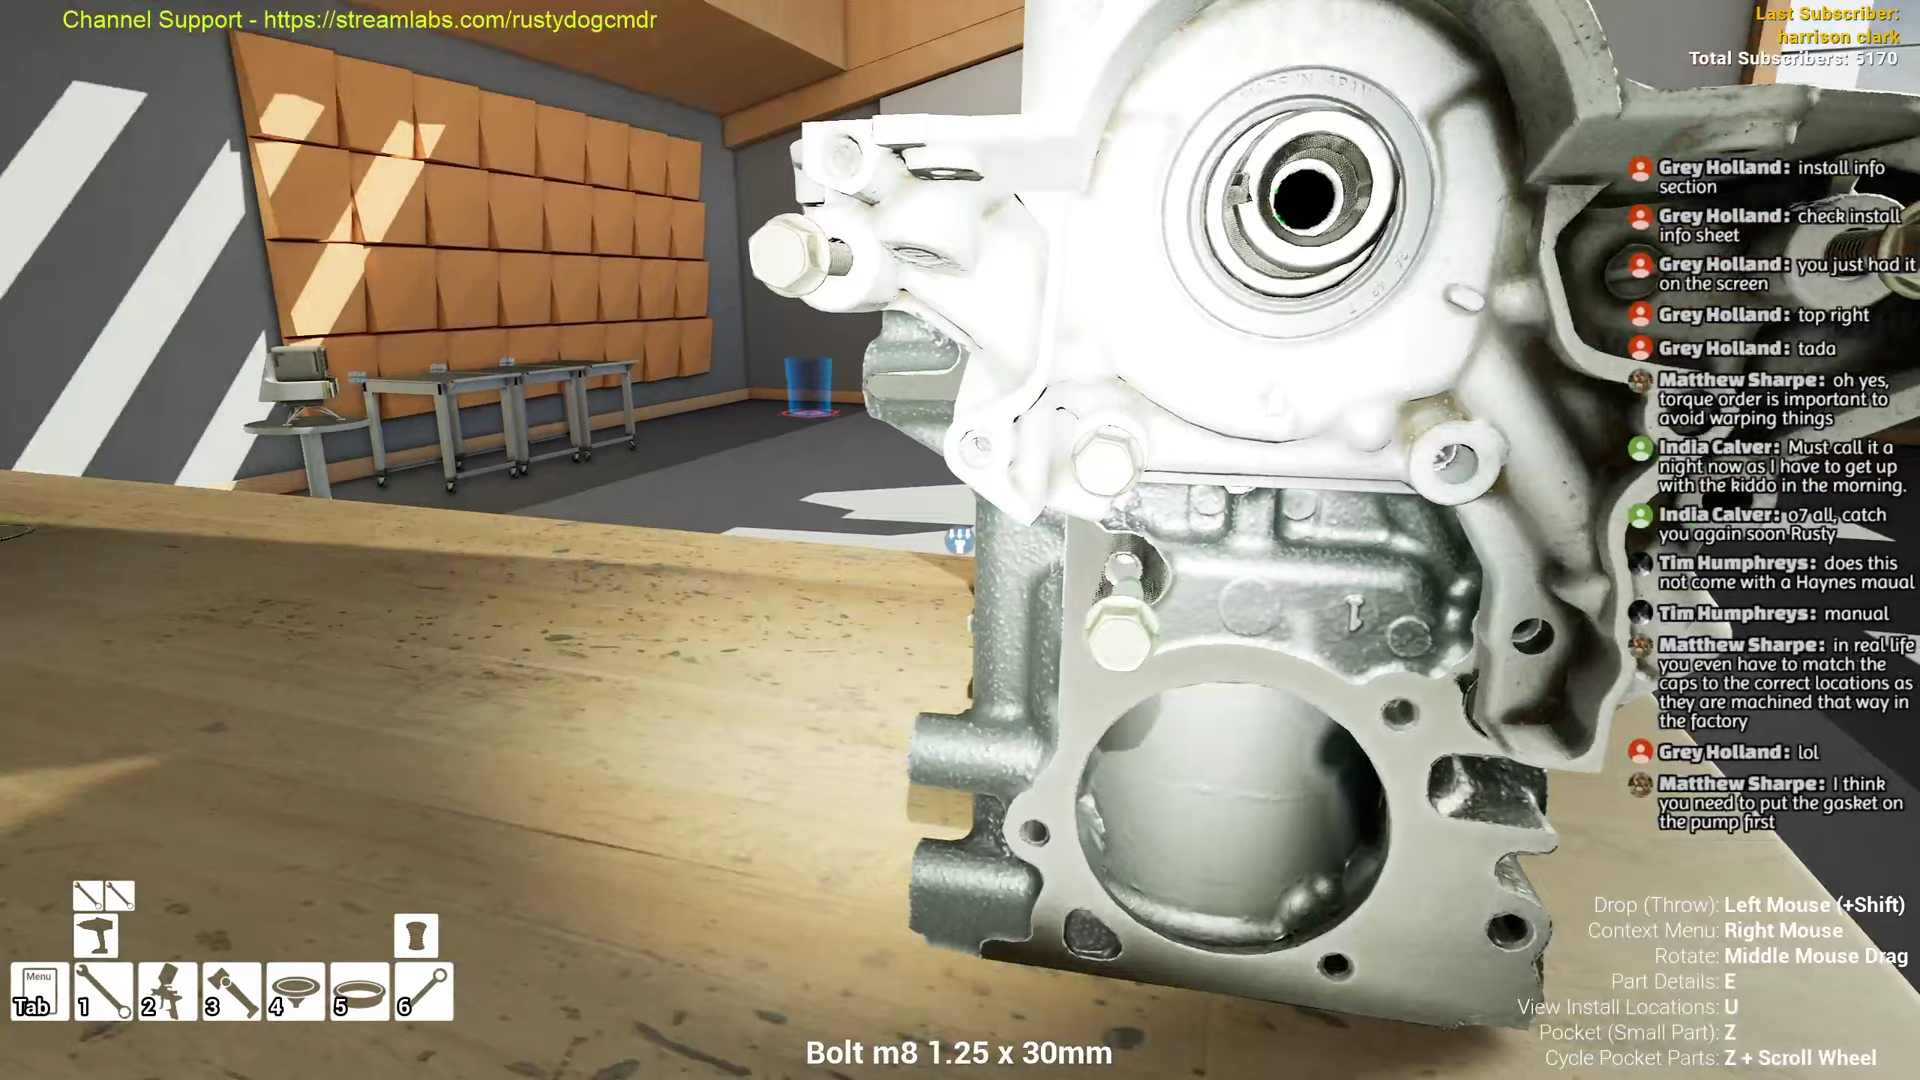 Channel Support - https://streamlabs.com/rustydogcmdr
Last Subscriber:
harrison clark
Total Subscribers: 5170
MADE IN JAPAN
Grey Holland: install info
section
Grey Holland: check install
info sheet
Grey Holland: you just had it
on the screen
Grey Holland: top right
Grey Holland: tada
Matthew Sharpe: oh yes,
torque order is important to
avoid warping things
India Calver: Must call it a
night now as I have to get up
with the kiddo in the morning.
India Calver: o7 all, catch
you again soon Rusty
Tim Humphreys: does this
not come with a Haynes maual
Tim Humphreys: manual
Matthew Sharpe: in real life
you even have to match the
caps to the correct locations as
they are machined that way in
the factory
Grey Holland: lol
Matthew Sharpe: I think
you need to put the gasket on
the pump first
Menu
Tab 1 2 3 4 5 6
Bolt m8 1.25 x 30mm
Drop (Throw): Left Mouse (+Shift)
Context Menu: Right Mouse
Rotate: Middle Mouse Drag
Part Details: E
View Install Locations: U
Pocket (Small Part): Z
Cycle Pocket Parts: Z + Scroll Wheel